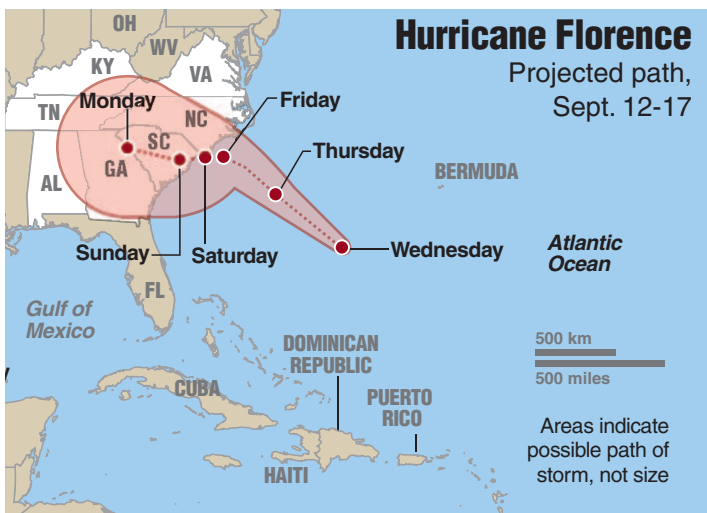 Hurricane Florence
Projected path,
Sept. 12-17
OH
WV
KY
VA
TN
Monday
NC
Friday
SC
GA
Thursday
AL
BERMUDA
Sunday
Saturday
Wednesday
Atlantic
Ocean
FL
Gulf of
Mexico
500 km
500 miles
DOMINICAN
REPUBLIC
CUBA
PUERTO
RICO
HAITI
Areas indicate
possible path of
storm, not size